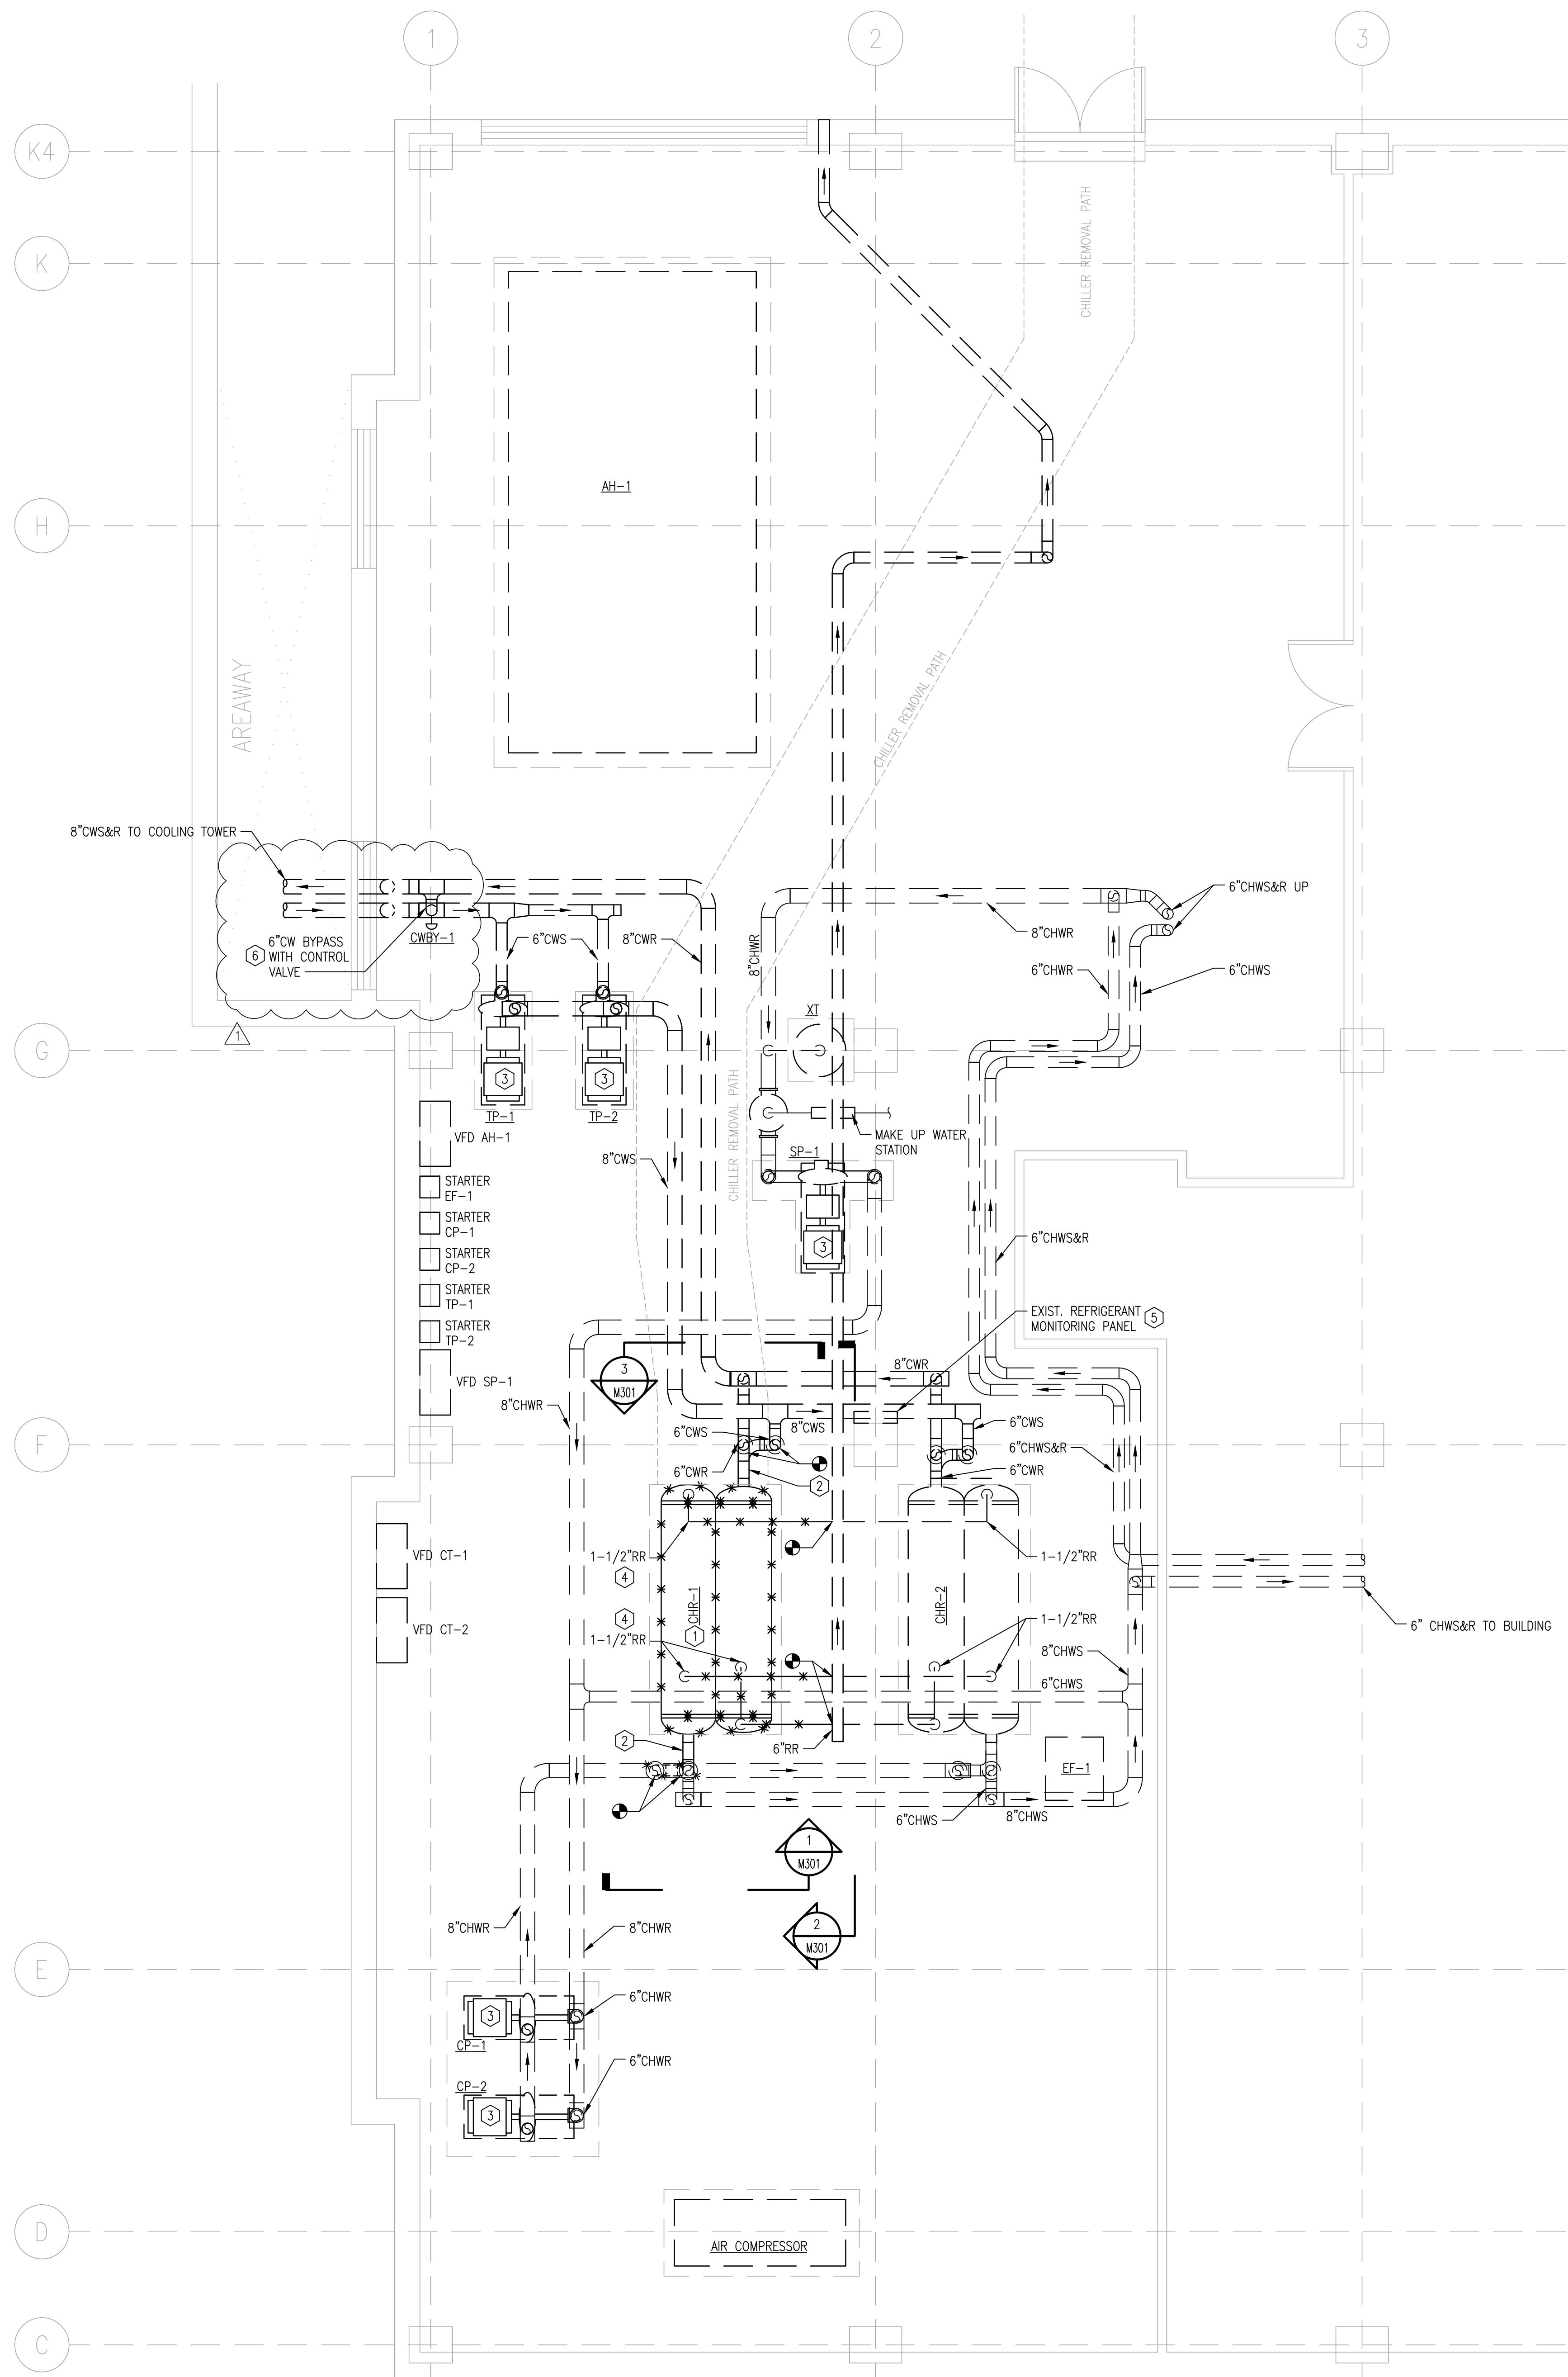 1
2
3
K4
K
H
G
F
E
D
C
CHILLER REMOVAL PATH
AH-1
AREAWAY
CHILLER REMOVAL PATH
8"CWS&R TO COOLING TOWER
6"CHWS&R UP
CWBY-1
6"CWS
8"CWR
8"CHWR
8"CHWR
6
6"CW BYPASS
WITH CONTROL
VALVE
6"CHWR
6"CHWS
1
XT
3
3
TP-1
TP-2
CHILLER REMOVAL PATH
VFD AH-1
MAKE UP WATER
STATION
SP-1
8"CWS
STARTER
EF-1
STARTER
CP-1
STARTER
CP-2
STARTER
TP-1
STARTER
TP-2
3
6"CHWS&R
EXIST. REFRIGERANT
MONITORING PANEL
5
VFD SP-1
3
M301
8"CWR
8"CHWR
6"CWS
8"CWS
6"CWS
6"CHWS&R
6"CWR
6"CWR
2
1-1/2"RR
4
1-1/2"RR
VFD CT-1
CHR-1
1
CHR-2
4
1-1/2"RR
1-1/2"RR
VFD CT-2
6" CHWS&R TO BUILDING
8"CHWS
6"CHWS
2
6"RR
EF-1
6"CHWS
8"CHWS
1
M301
2
M301
8"CHWR
8"CHWR
3
6"CHWR
CP-1
6"CHWR
CP-2
3
AIR COMPRESSOR